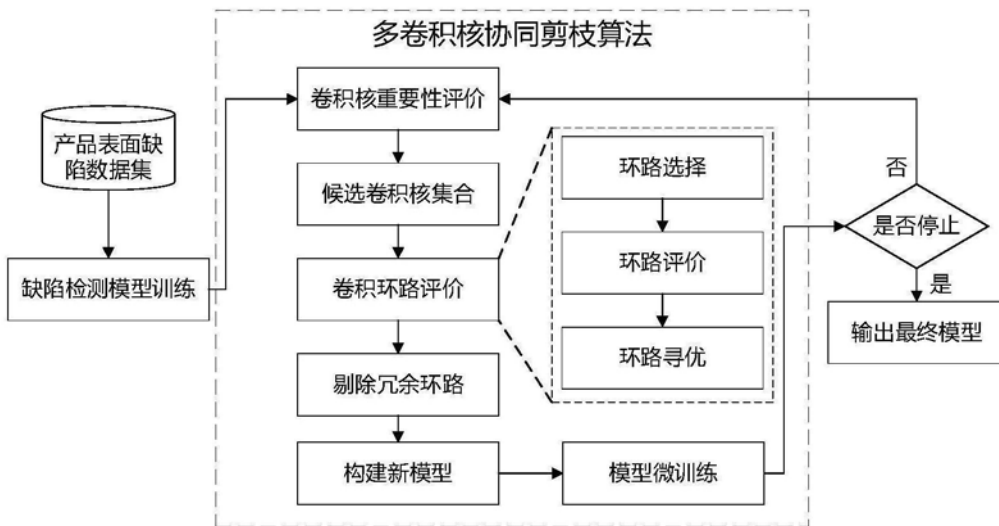 多卷积核协同剪枝算法
产品表面缺
陷数据集
缺陷检测模型训练
卷积核重要性评价
候选卷积核集合
卷积环路评价
剔除冗余环路
构建新模型
环路选择
环路评价
环路寻优
模型微训练
否
是否停止
是
输出最终模型